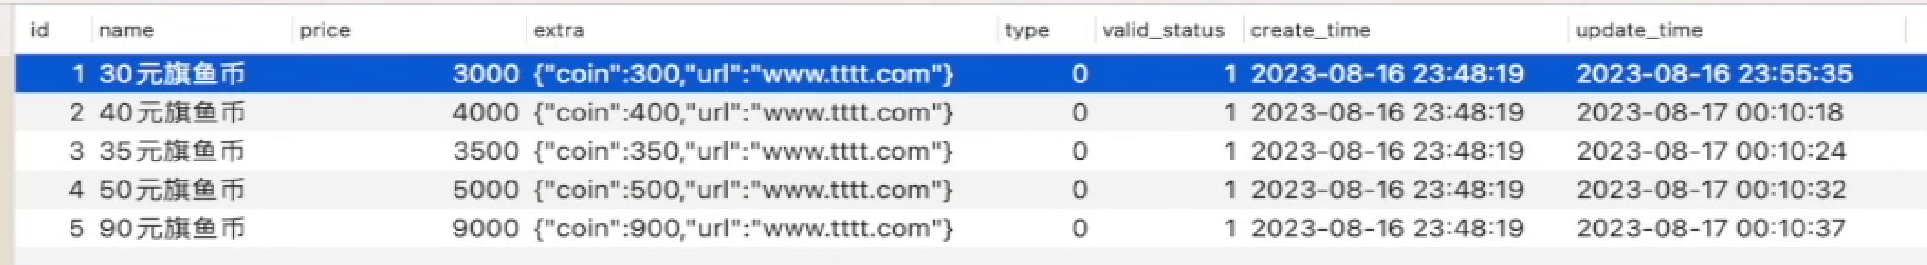 id name price extra type valid_status create_time update_time
1 30元旗鱼币 3000 {"coin":300,"url":"www.tttt.com"} 0 1 2023-08-16 23:48:19 2023-08-16 23:55:35
2 40元旗鱼币 4000 {"coin":400,"url":"www.tttt.com"} 0 1 2023-08-16 23:48:19 2023-08-17 00:10:18
3 35元旗鱼币 3500 {"coin":350,"url":"www.tttt.com"} 0 1 2023-08-16 23:48:19 2023-08-17 00:10:24
4 50元旗鱼币 5000 {"coin":500,"url":"www.tttt.com"} 0 1 2023-08-16 23:48:19 2023-08-17 00:10:32
5 90元旗鱼币 9000 {"coin":900,"url":"www.tttt.com"} 0 1 2023-08-16 23:48:19 2023-08-17 00:10:37